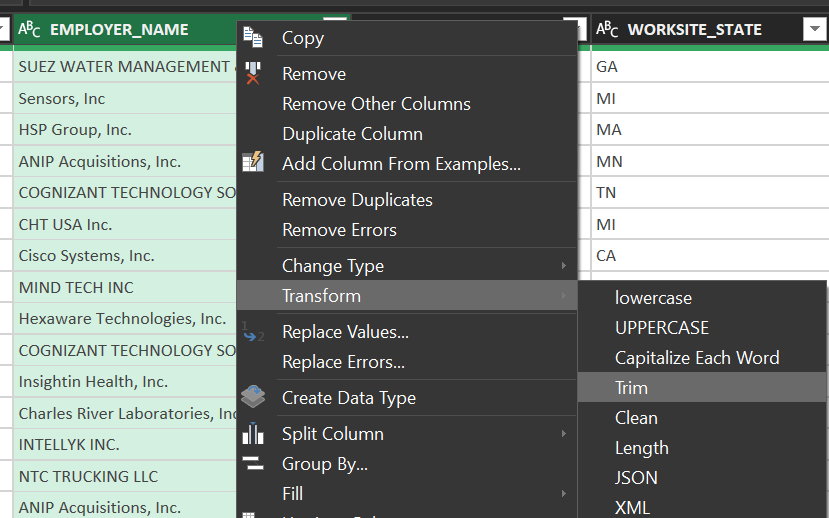 ABC EMPLOYER_NAME
ABC WORKSITE_STATE
SUEZ WATER MANAGEMENT
GA
Sensors, Inc
MI
HSP Group, Inc.
MA
ANIP Acquisitions, Inc.
MN
COGNIZANT TECHNOLOGY SO
TN
CHT USA Inc.
MI
Cisco Systems, Inc.
CA
MIND TECH INC
Hexaware Technologies, Inc.
COGNIZANT TECHNOLOGY SO
Insightin Health, Inc.
Charles River Laboratories, Inc
INTELLYK INC.
NTC TRUCKING LLC
ANIP Acquisitions, Inc.
Copy
Remove
Remove Other Columns
Duplicate Column
Add Column From Examples...
Remove Duplicates
Remove Errors
Change Type
Transform
1 2
Replace Values...
Replace Errors...
Create Data Type
Split Column
Group By...
Fill
lowercase
UPPERCASE
Capitalize Each Word
Trim
Clean
Length
JSON
XML